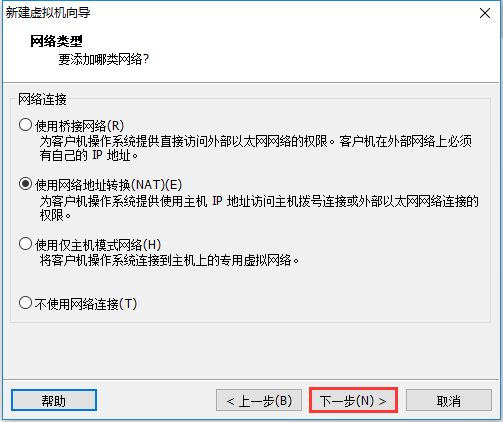 新建虚拟机向导
网络类型
要添加哪类网络?
网络连接
使用桥接网络(R)
为客户机操作系统提供直接访问外部以太网网络的权限。客户机在外部网络上必须
有自己的 IP 地址。
使用网络地址转换(NAT)(E)
为客户机操作系统提供使用主机 IP 地址访问主机拨号连接或外部以太网网络连接的
权限。
使用仅主机模式网络(H)
将客户机操作系统连接到主机上的专用虚拟网络。
不使用网络连接(T)
帮助
< 上一步(B)
下一步(N) >
取消